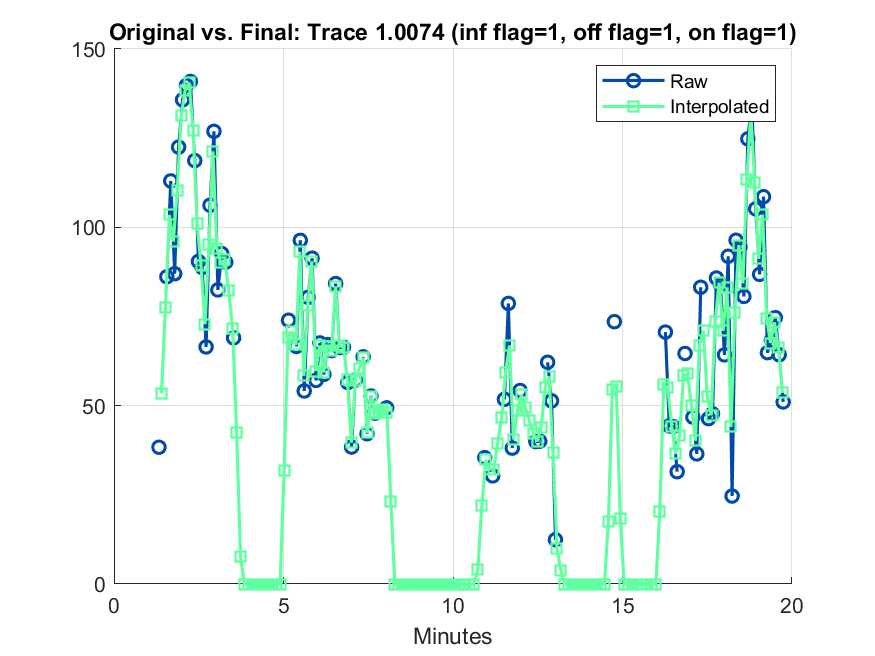 Original vs. Final: Trace 1.0074 (inf flag=1, off flag=1, on flag=1)
150
Raw
Interpolated
100
50
0
0
5
10
15
20
Minutes